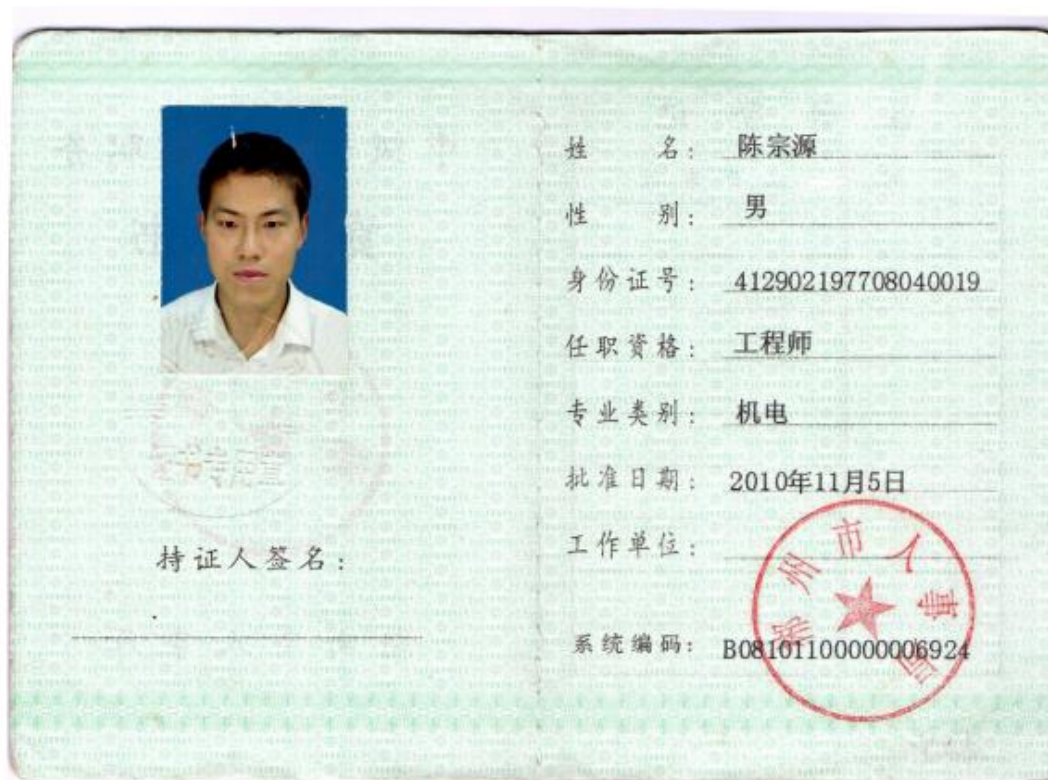 持证人签名：
姓 名： 陈宗源
性 别： 男
身份证号： 412902197708040019
任职资格： 工程师
专业类别： 机电
批准日期： 2010年11月5日
工作单位：
系统编码： B08101100000006924
州市人事局